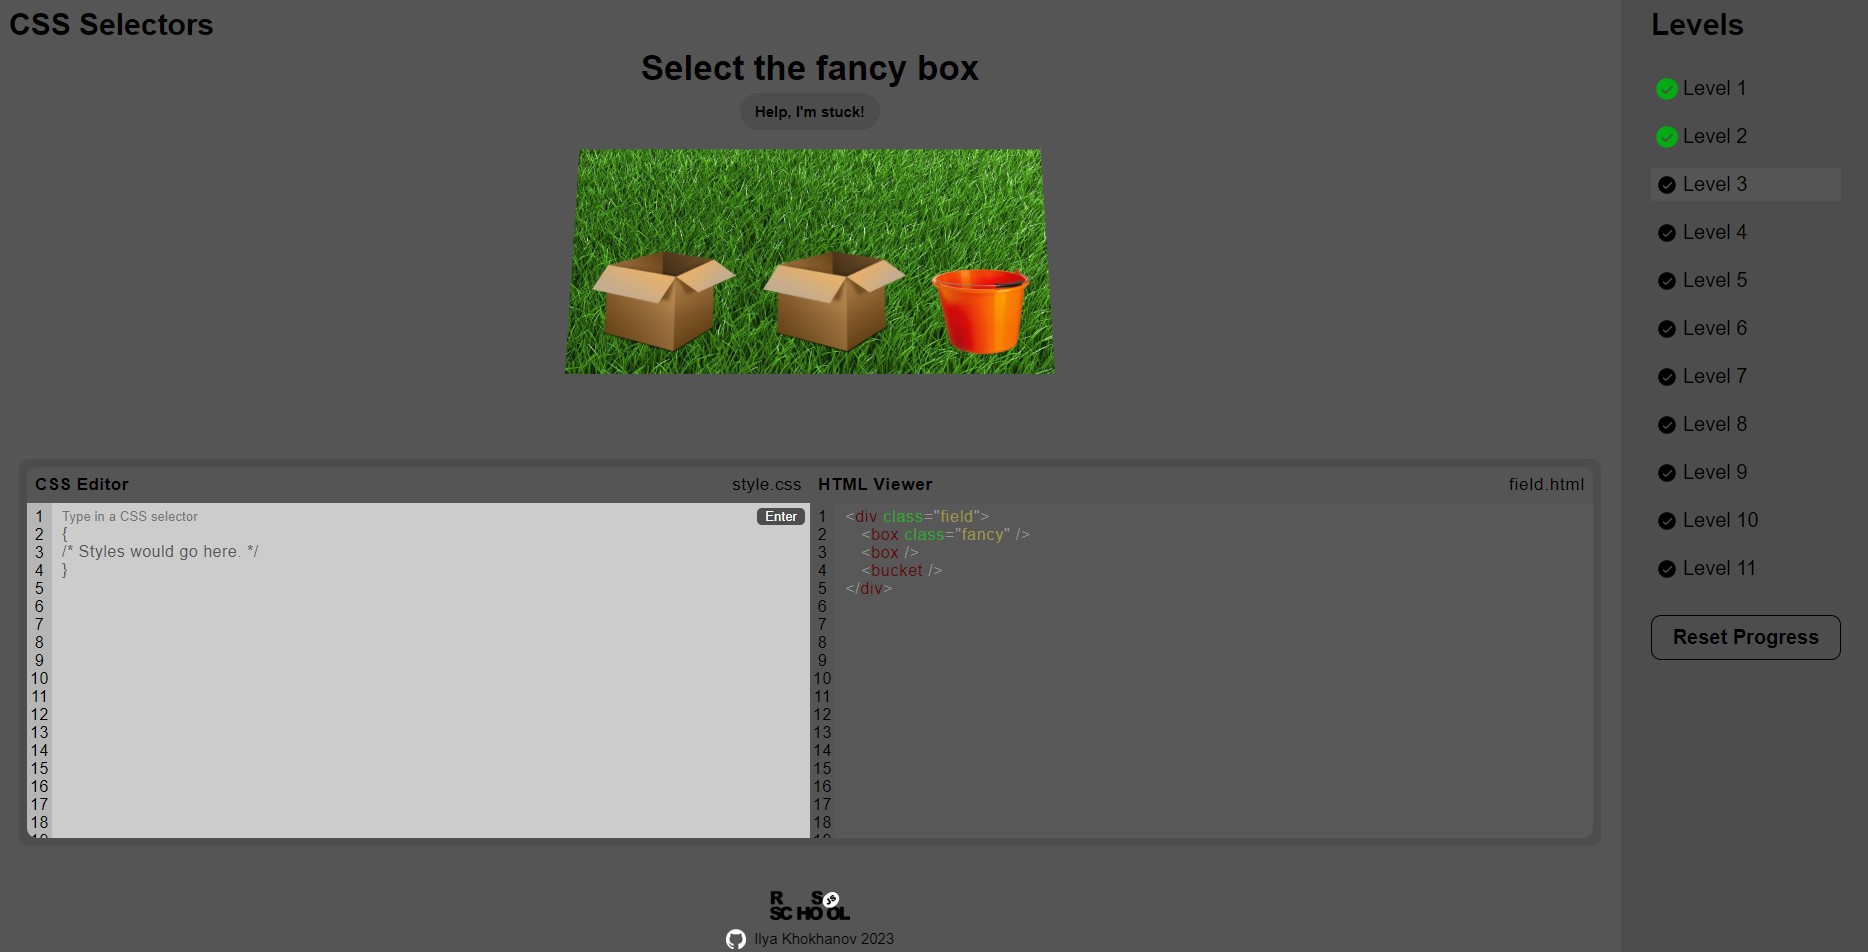 CSS Selectors
Select the fancy box
Help, I'm stuck!
CSS Editor
style.css
1
2
3
4
5
6
7
8
9
10
11
12
13
14
15
16
17
18
Type in a CSS selector
Enter
{
/* Styles would go here. */
}
HTML Viewer
field.html
1
2
3
4
5
6
7
8
9
10
11
12
13
14
15
16
17
18
<div class="field">
<box class="fancy" />
<box />
<bucket />
</div>
Levels
Level 1
Level 2
Level 3
Level 4
Level 5
Level 6
Level 7
Level 8
Level 9
Level 10
Level 11
Reset Progress
R S JS
SCHOOL
Ilya Khokhanov 2023